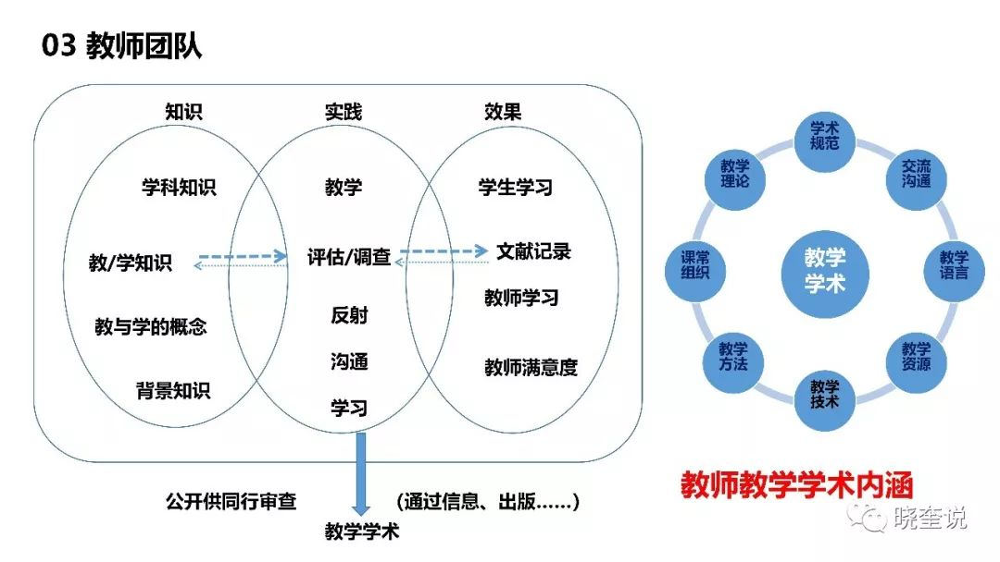 03 教师团队
知识
实践
效果
学科知识
教学
学生学习
教/学知识
评估/调查
文献记录
教师学习
教与学的概念
反射
沟通
教师满意度
背景知识
学习
公开供同行审查
（通过信息、出版……）
教学学术
学术
规范
交流
沟通
教学
语言
教学
资源
教学
技术
教学
方法
课常
组织
教学
理论
教学
学术
教师教学学术内涵
晓奎说